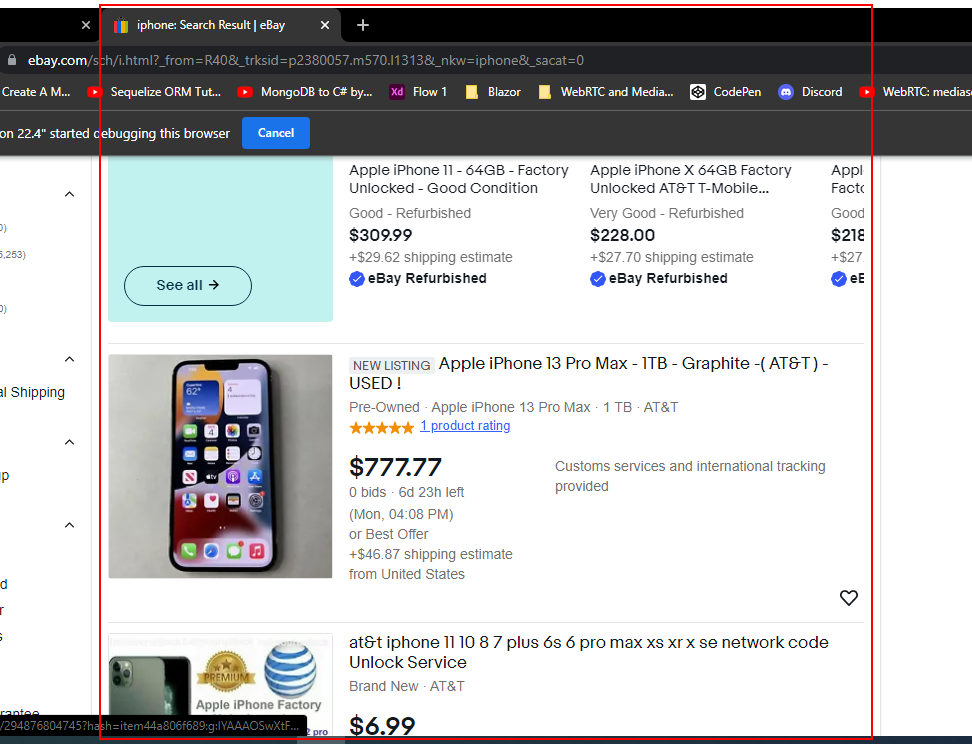 iphone: Search Result | eBay
ebay.com/sch/i.html?_from=R40&_trksid=p2380057.m570.l1313&_nkw=iphone&_sacat=0
Create A M...
Sequelize ORM Tut...
MongoDB to C# by...
Xd
Flow 1
Blazor
WebRTC and Media...
CodePen
Discord
WebRTC: medias
on 22.4" started debugging this browser
Cancel
Apple iPhone 11 - 64GB - Factory
Unlocked - Good Condition
Good - Refurbished
$309.99
+$29.62 shipping estimate
eBay Refurbished
Apple iPhone X 64GB Factory
Unlocked AT&T T-Mobile...
Very Good - Refurbished
$228.00
+$27.70 shipping estimate
eBay Refurbished
Good
$218
+$27.
See all →
5,253)
al Shipping
NEW LISTING Apple iPhone 13 Pro Max - 1TB - Graphite -( AT&T ) -
USED !
Pre-Owned · Apple iPhone 13 Pro Max · 1 TB · AT&T
1 product rating
$777.77
0 bids · 6d 23h left
(Mon, 04:08 PM)
or Best Offer
+$46.87 shipping estimate
from United States
Customs services and international tracking
provided
at&t iphone 11 10 8 7 plus 6s 6 pro max xs xr x se network code
Unlock Service
Brand New · AT&T
$6.99
PREMIUM
Apple iPhone Factory
2 pro
/294876804745?hash=item44a806f689:g:IYAAAOSwXtF...